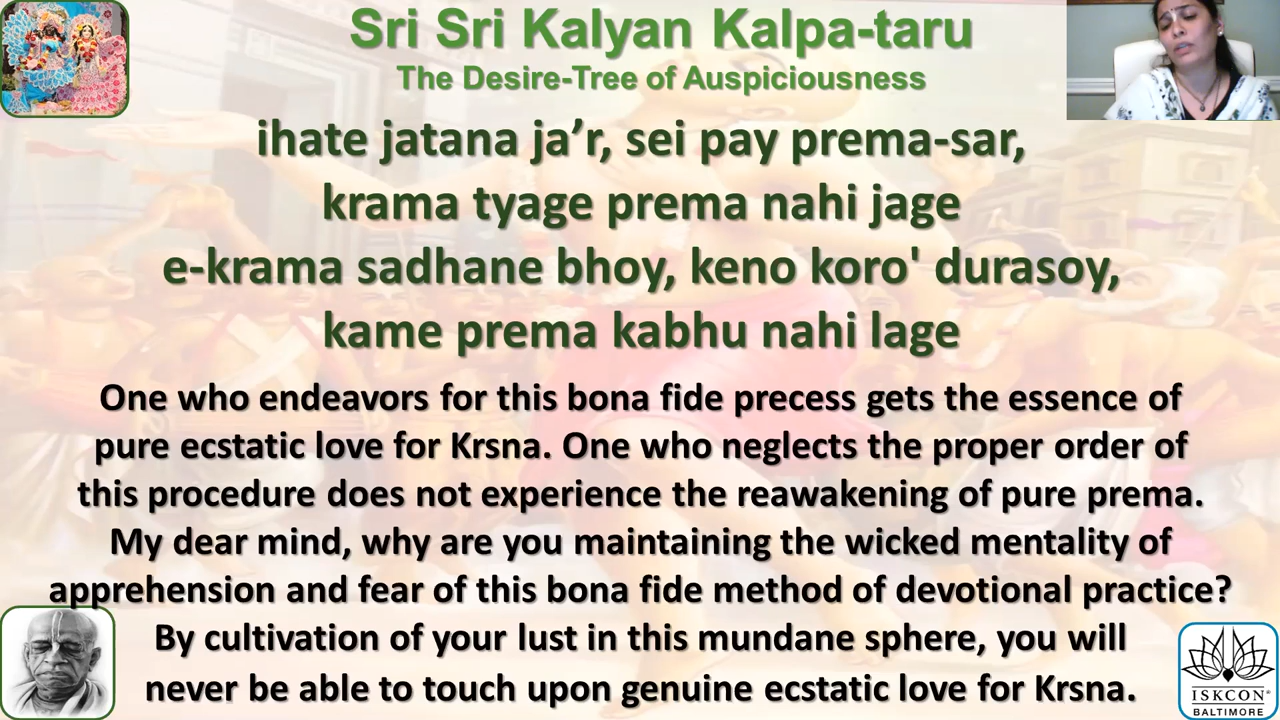 Sri Sri Kalyan Kalpa-taru
The Desire-Tree of Auspiciousness
ihate jatana ja’r, sei pay prema-sar,
krama tyage prema nahi jage
e-krama sadhane bhoy, keno koro' durasoy,
kame prema kabhu nahi lage
One who endeavors for this bona fide precess gets the essence of
pure ecstatic love for Krsna. One who neglects the proper order of
this procedure does not experience the reawakening of pure prema.
My dear mind, why are you maintaining the wicked mentality of
apprehension and fear of this bona fide method of devotional practice?
By cultivation of your lust in this mundane sphere, you will
never be able to touch upon genuine ecstatic love for Krsna.
ISKCON®
BALTIMORE